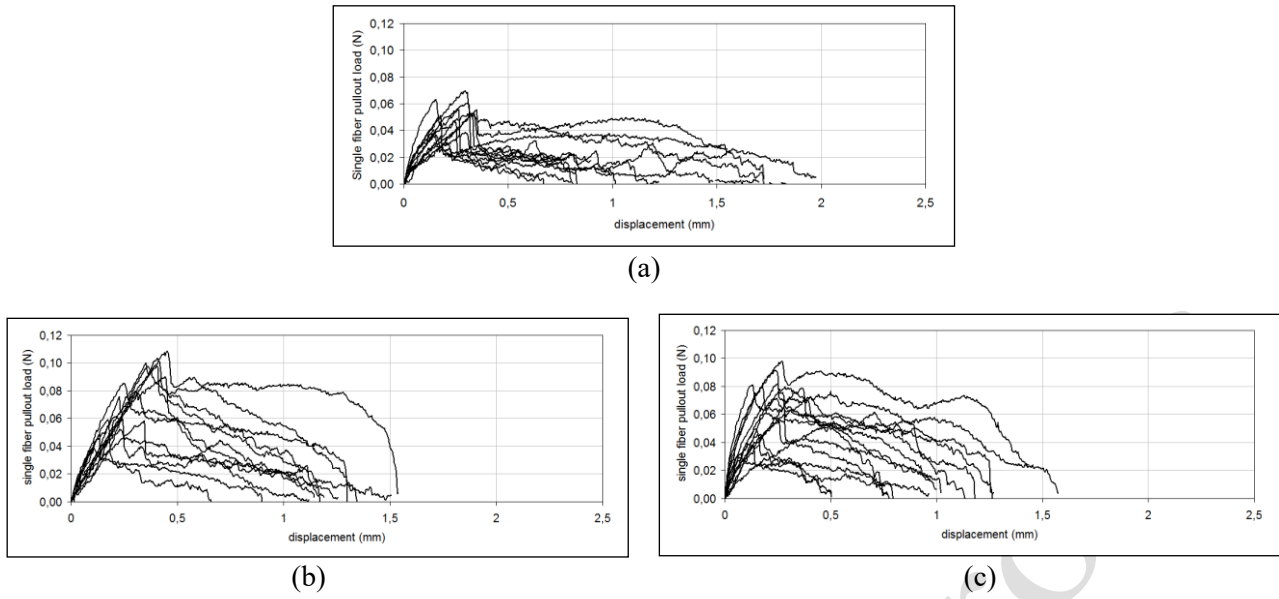 0,12
0,10
0,08
0,06
0,04
0,02
0,00
Single fiber pullout load (N)
0 0,5 1 1,5 2 2,5
displacement (mm)
(a)
0,12
0,10
0,08
0,06
0,04
0,02
0,00
single fiber pullout load (N)
0 0,5 1 1,5 2 2,5
displacement (mm)
(b)
0,12
0,10
0,08
0,06
0,04
0,02
0,00
single fiber pullout load (N)
0 0,5 1 1,5 2 2,5
displacement (mm)
(c)